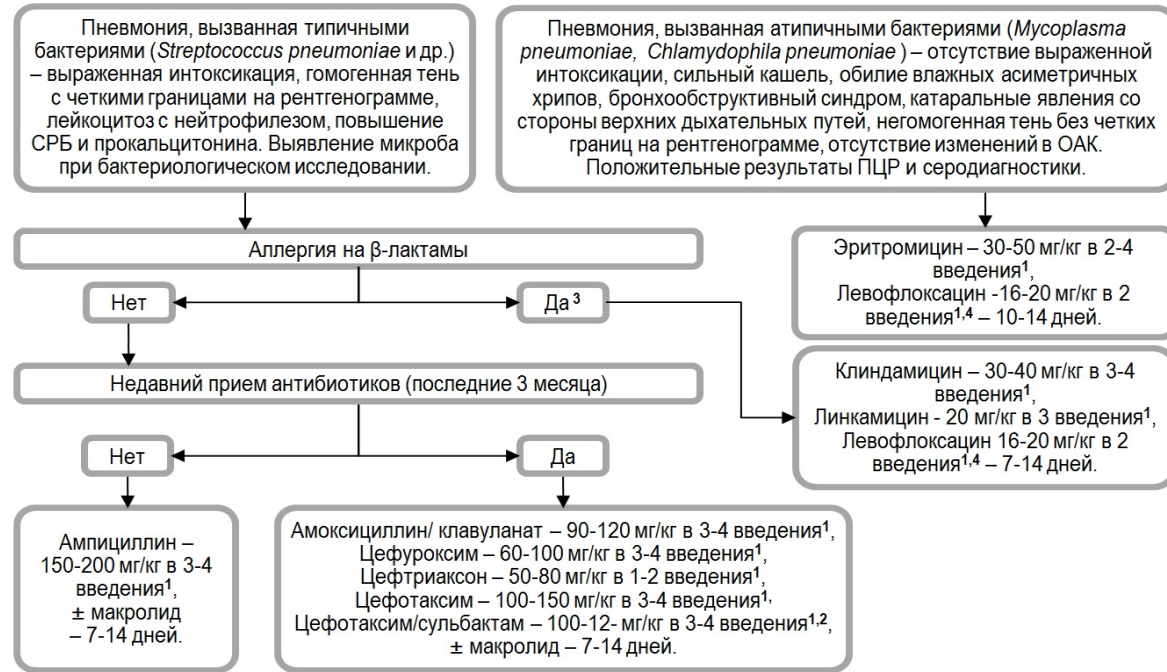 Пневмония, вызванная типичными
бактериями (Streptococcus pneumoniae и др.)
– выраженная интоксикация, гомогенная тень
с четкими границами на рентгенограмме,
лейкоцитоз с нейтрофилезом, повышение
СРБ и прокальцитонина. Выявление микроба
при бактериологическом исследовании.
Пневмония, вызванная атипичными бактериями (Mycoplasma
pneumoniae, Chlamydophila pneumoniae ) – отсутствие выраженной
интоксикации, сильный кашель, обилие влажных асиметричных
хрипов, бронхообструктивный синдром, катаральные явления со
стороны верхних дыхательных путей, негомогенная тень без четких
границ на рентгенограмме, отсутствие изменений в ОАК.
Положительные результаты ПЦР и серодиагностики.
Аллергия на β-лактамы
Нет
Да 3
Эритромицин – 30-50 мг/кг в 2-4
введения1,
Левофлоксацин -16-20 мг/кг в 2
введения1,4 – 10-14 дней.
Недавний прием антибиотиков (последние 3 месяца)
Клиндамицин – 30-40 мг/кг в 3-4
введения1,
Линкамицин - 20 мг/кг в 3 введения1,
Левофлоксацин 16-20 мг/кг в 2
введения1,4 – 7-14 дней.
Нет
Да
Ампициллин –
150-200 мг/кг в 3-4
введения1,
± макролид
– 7-14 дней.
Амоксициллин/ клавуланат – 90-120 мг/кг в 3-4 введения1,
Цефуроксим – 60-100 мг/кг в 3-4 введения1,
Цефтриаксон – 50-80 мг/кг в 1-2 введения1,
Цефотаксим – 100-150 мг/кг в 3-4 введения1,
Цефотаксим/сульбактам – 100-12- мг/кг в 3-4 введения1,2,
± макролид – 7-14 дней.